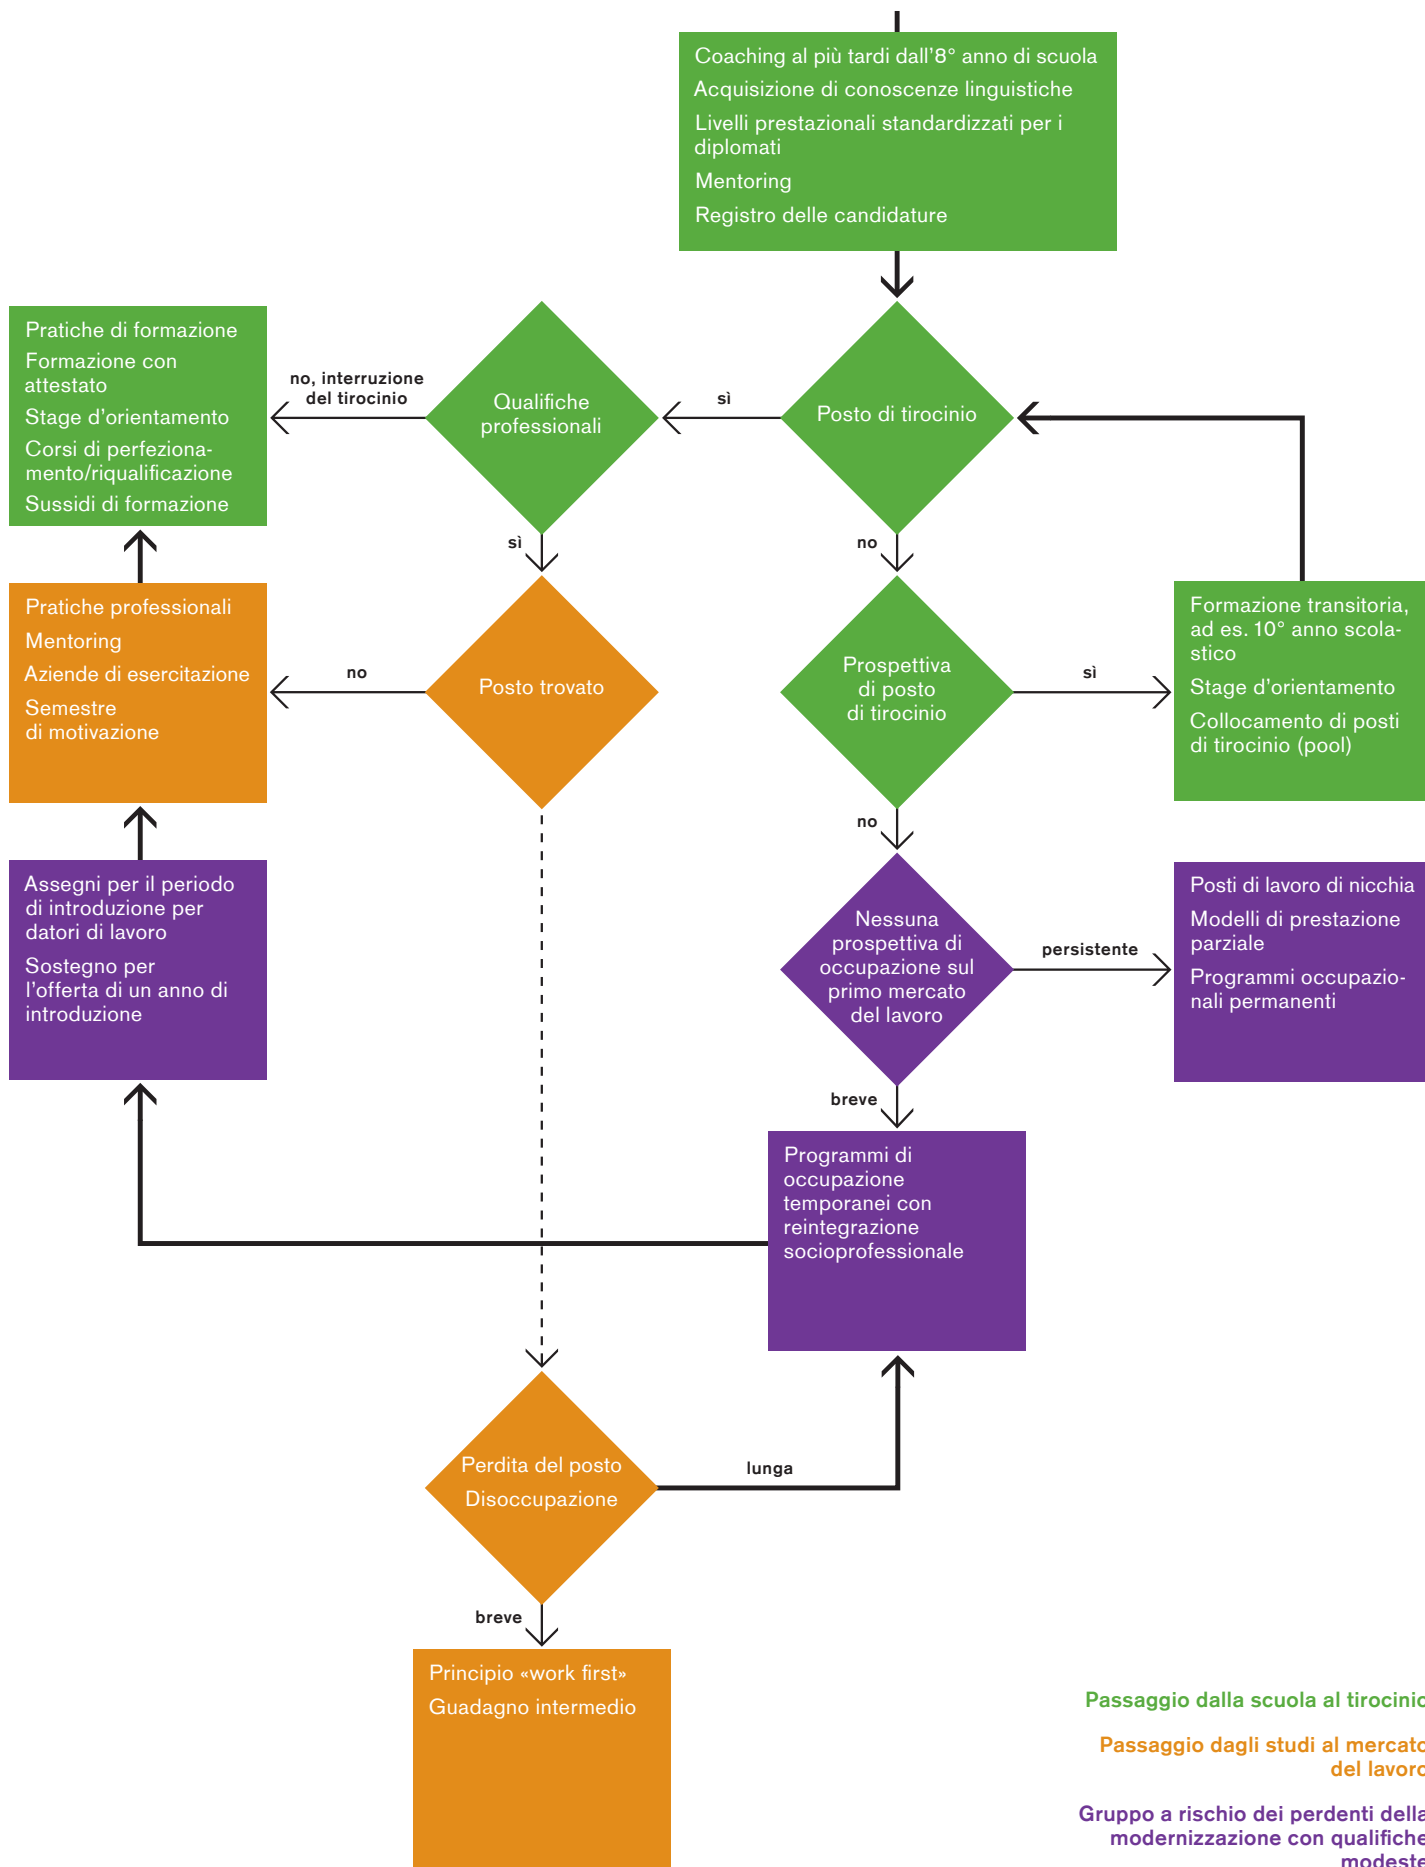 Coaching al più tardi dall'8° anno di scuola
Acquisizione di conoscenze linguistiche
Livelli prestazionali standardizzati per i
diplomati
Mentoring
Registro delle candidature
Pratiche di formazione
Formazione con
attestato
Stage d'orientamento
Corsi di perfeziona-
mento/riqualificazione
Sussidi di formazione
no, interruzione
del tirocinio
Qualifiche
professionali
sì
Posto di tirocinio
sì
no
Pratiche professionali
Mentoring
Aziende di esercitazione
Semestre
di motivazione
no
Posto trovato
Prospettiva
di posto
di tirocinio
sì
Formazione transitoria,
ad es. 10° anno scola-
stico
Stage d'orientamento
Collocamento di posti
di tirocinio (pool)
no
Assegni per il periodo
di introduzione per
datori di lavoro
Sostegno per
l'offerta di un anno di
introduzione
Nessuna
prospettiva di
occupazione sul
primo mercato
del lavoro
persistente
Posti di lavoro di nicchia
Modelli di prestazione
parziale
Programmi occupazio-
nali permanenti
breve
Programmi di
occupazione
temporanei con
reintegrazione
socioprofessionale
Perdita del posto
Disoccupazione
lunga
breve
Principio «work first»
Guadagno intermedio
Passaggio dalla scuola al tirocinio
Passaggio dagli studi al mercato
del lavoro
Gruppo a rischio dei perdenti della
modernizzazione con qualifiche
modeste